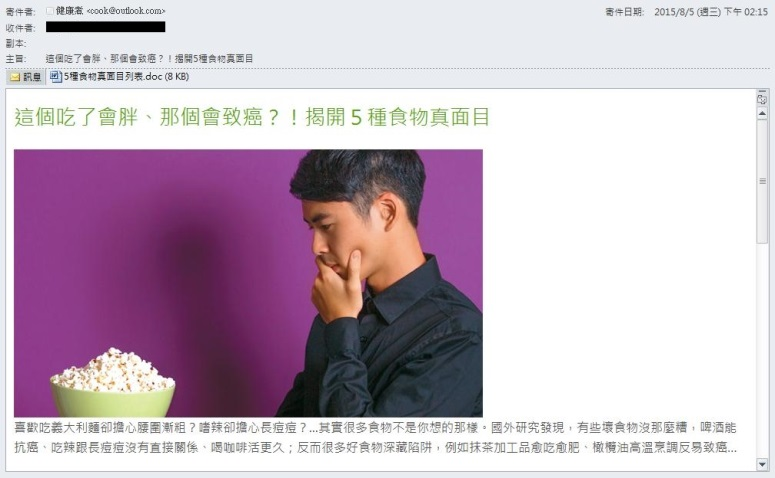 寄件者: 健康煮 <cook@outlook.com> 寄件日期: 2015/8/5 (週三) 下午 02:15
收件者:
副本:
主旨: 這個吃了會胖、那個會致癌？！揭開5種食物真面目
訊息 5種食物真面目列表.doc (8 KB)
這個吃了會胖、那個會致癌？！揭開 5 種食物真面目
喜歡吃義大利麵卻擔心腰圍漸粗？嗜辣卻擔心長痘痘？...其實很多食物不是你想的那樣。國外研究發現，有些壞食物沒那麼糟，啤酒能
抗癌、吃辣跟長痘痘沒有直接關係、喝咖啡活更久；反而很多好食物深藏陷阱，例如抹茶加工品愈吃愈肥、橄欖油高溫烹調反易致癌...